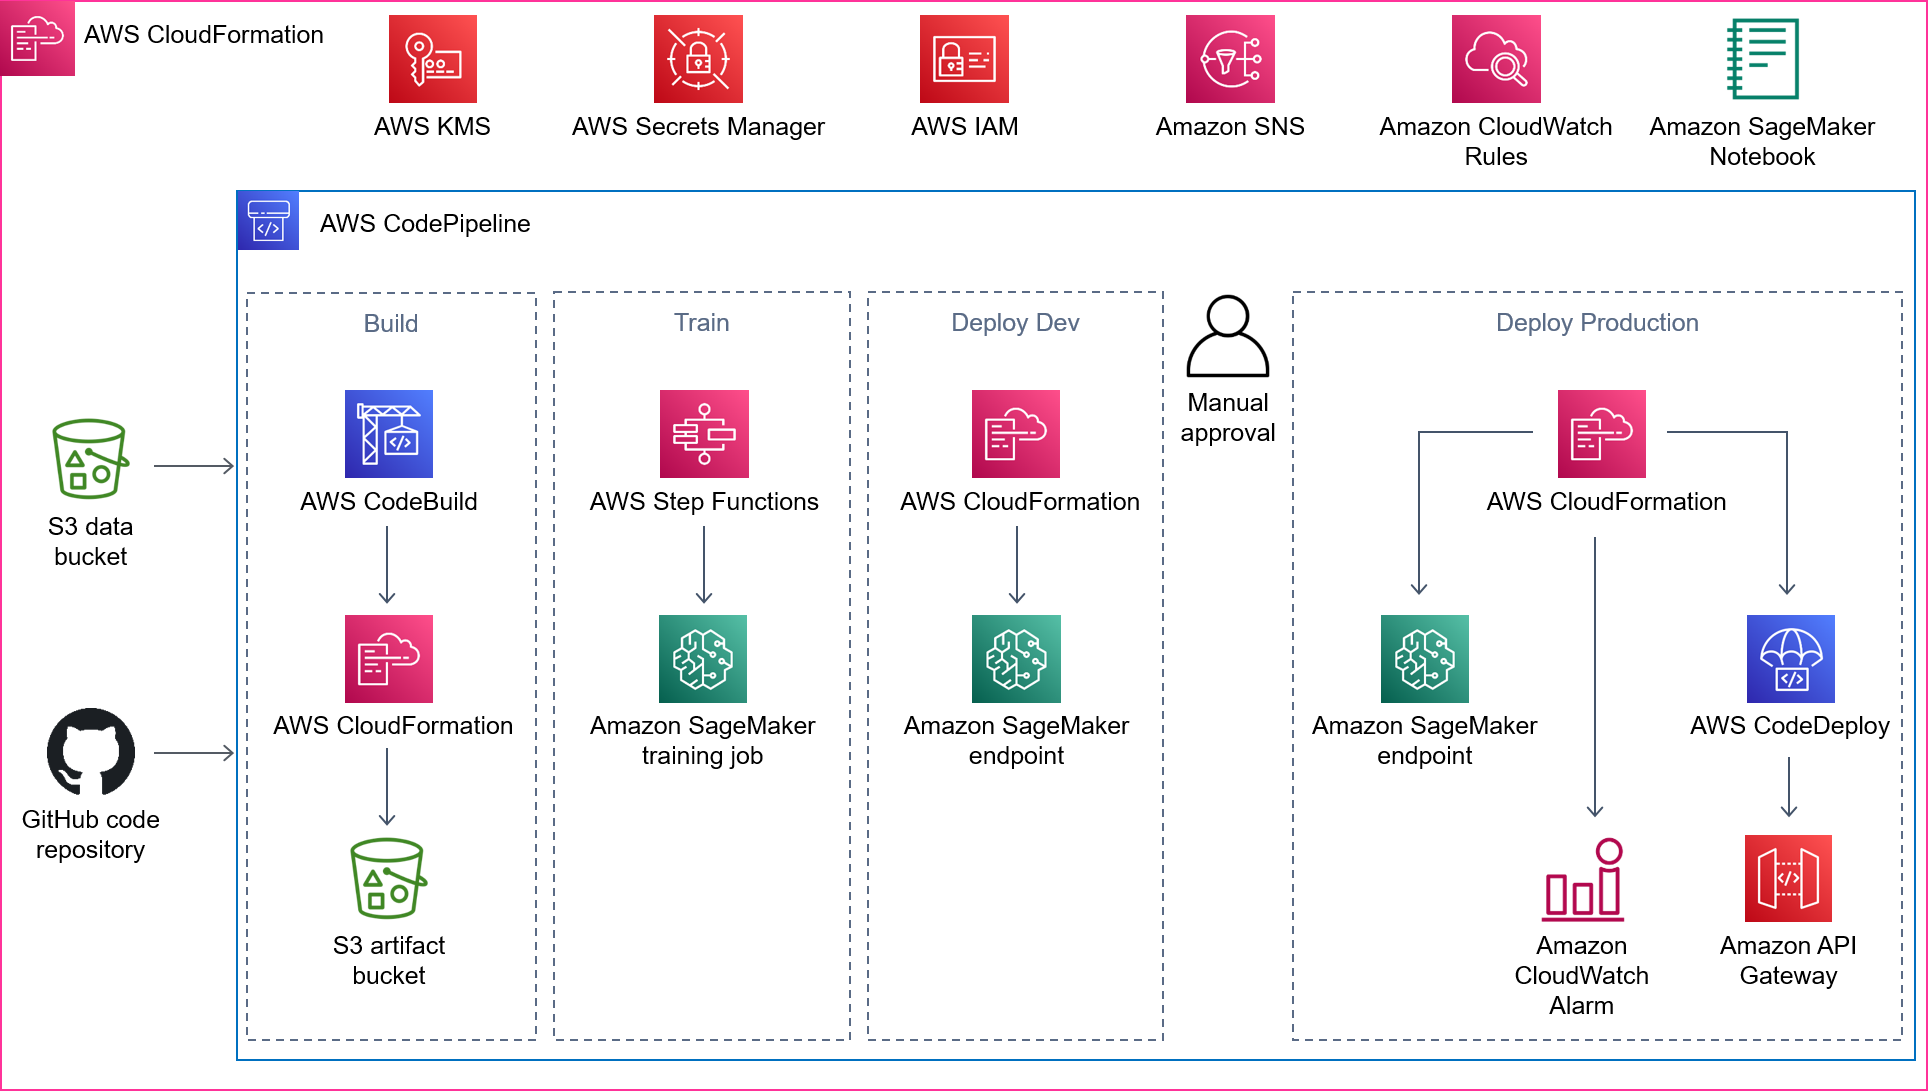 AWS CloudFormation
AWS KMS
AWS Secrets Manager
AWS IAM
Amazon SNS
Amazon CloudWatch
Rules
Amazon SageMaker
Notebook
AWS CodePipeline
Build
Train
Deploy Dev
Manual
approval
Deploy Production
S3 data
bucket
GitHub code
repository
AWS CodeBuild
AWS CloudFormation
S3 artifact
bucket
AWS Step Functions
Amazon SageMaker
training job
AWS CloudFormation
Amazon SageMaker
endpoint
AWS CloudFormation
Amazon SageMaker
endpoint
Amazon
CloudWatch
Alarm
AWS CodeDeploy
Amazon API
Gateway